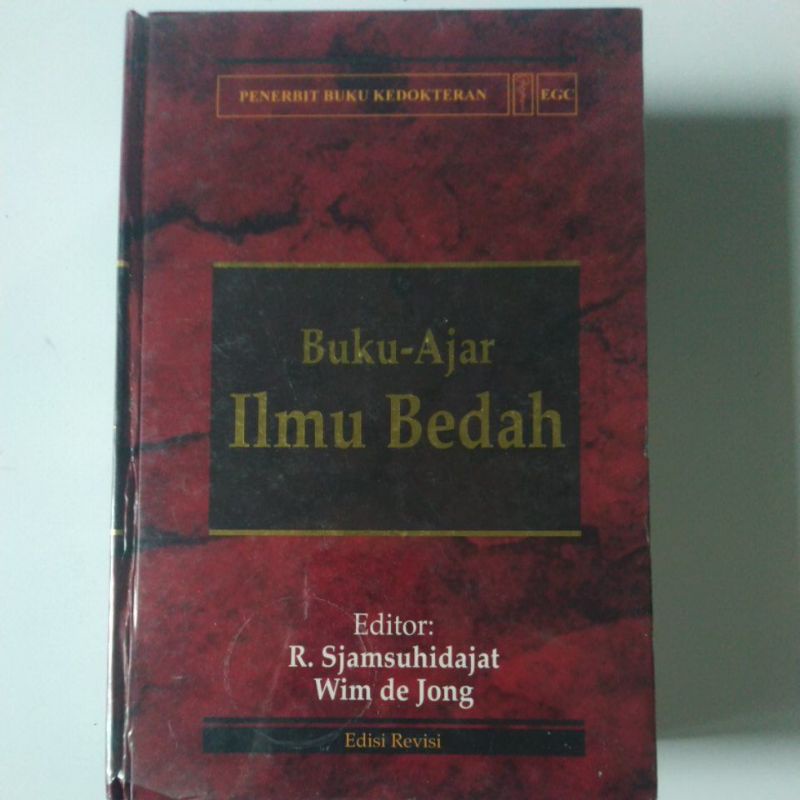 PENERBIT BUKU KEDOKTERAN EGC
Buku-Ajar
Ilmu Bedah
Editor:
R. Sjamsuhidajat
Wim de Jong
Edisi Revisi